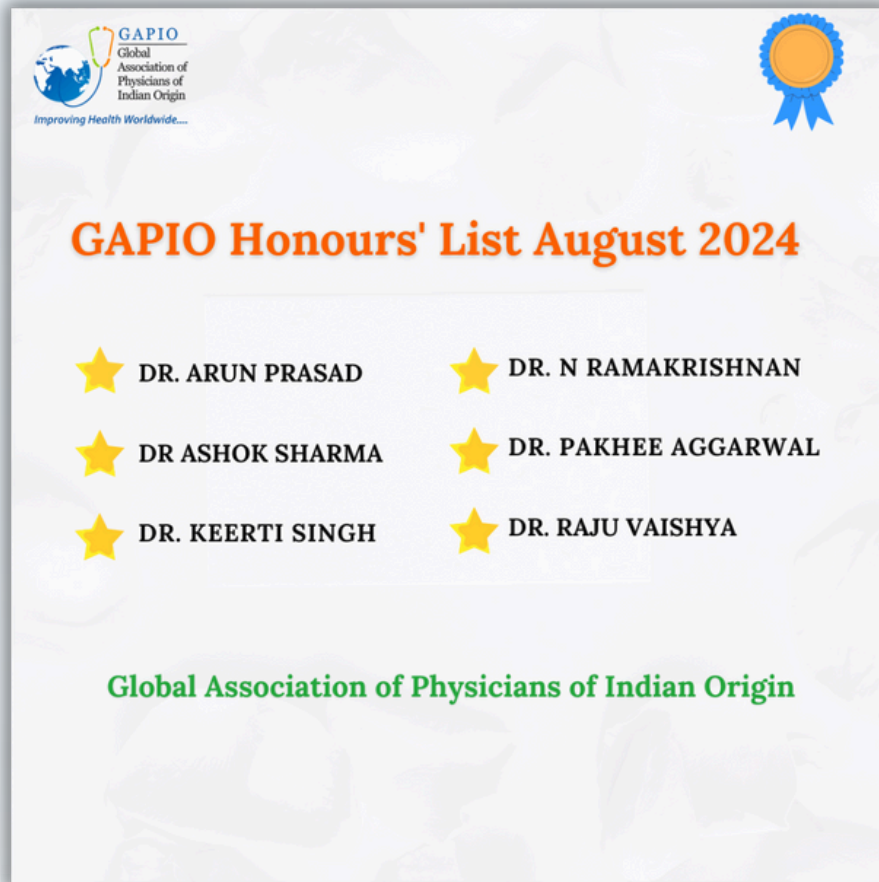 GAPIO
Global
Association of
Physicians of
Indian Origin
Improving Health Worldwide....
GAPIO Honours' List August 2024
DR. ARUN PRASAD
DR ASHOK SHARMA
DR. KEERTI SINGH
DR. N RAMAKRISHNAN
DR. PAKHEE AGGARWAL
DR. RAJU VAISHYA
Global Association of Physicians of Indian Origin